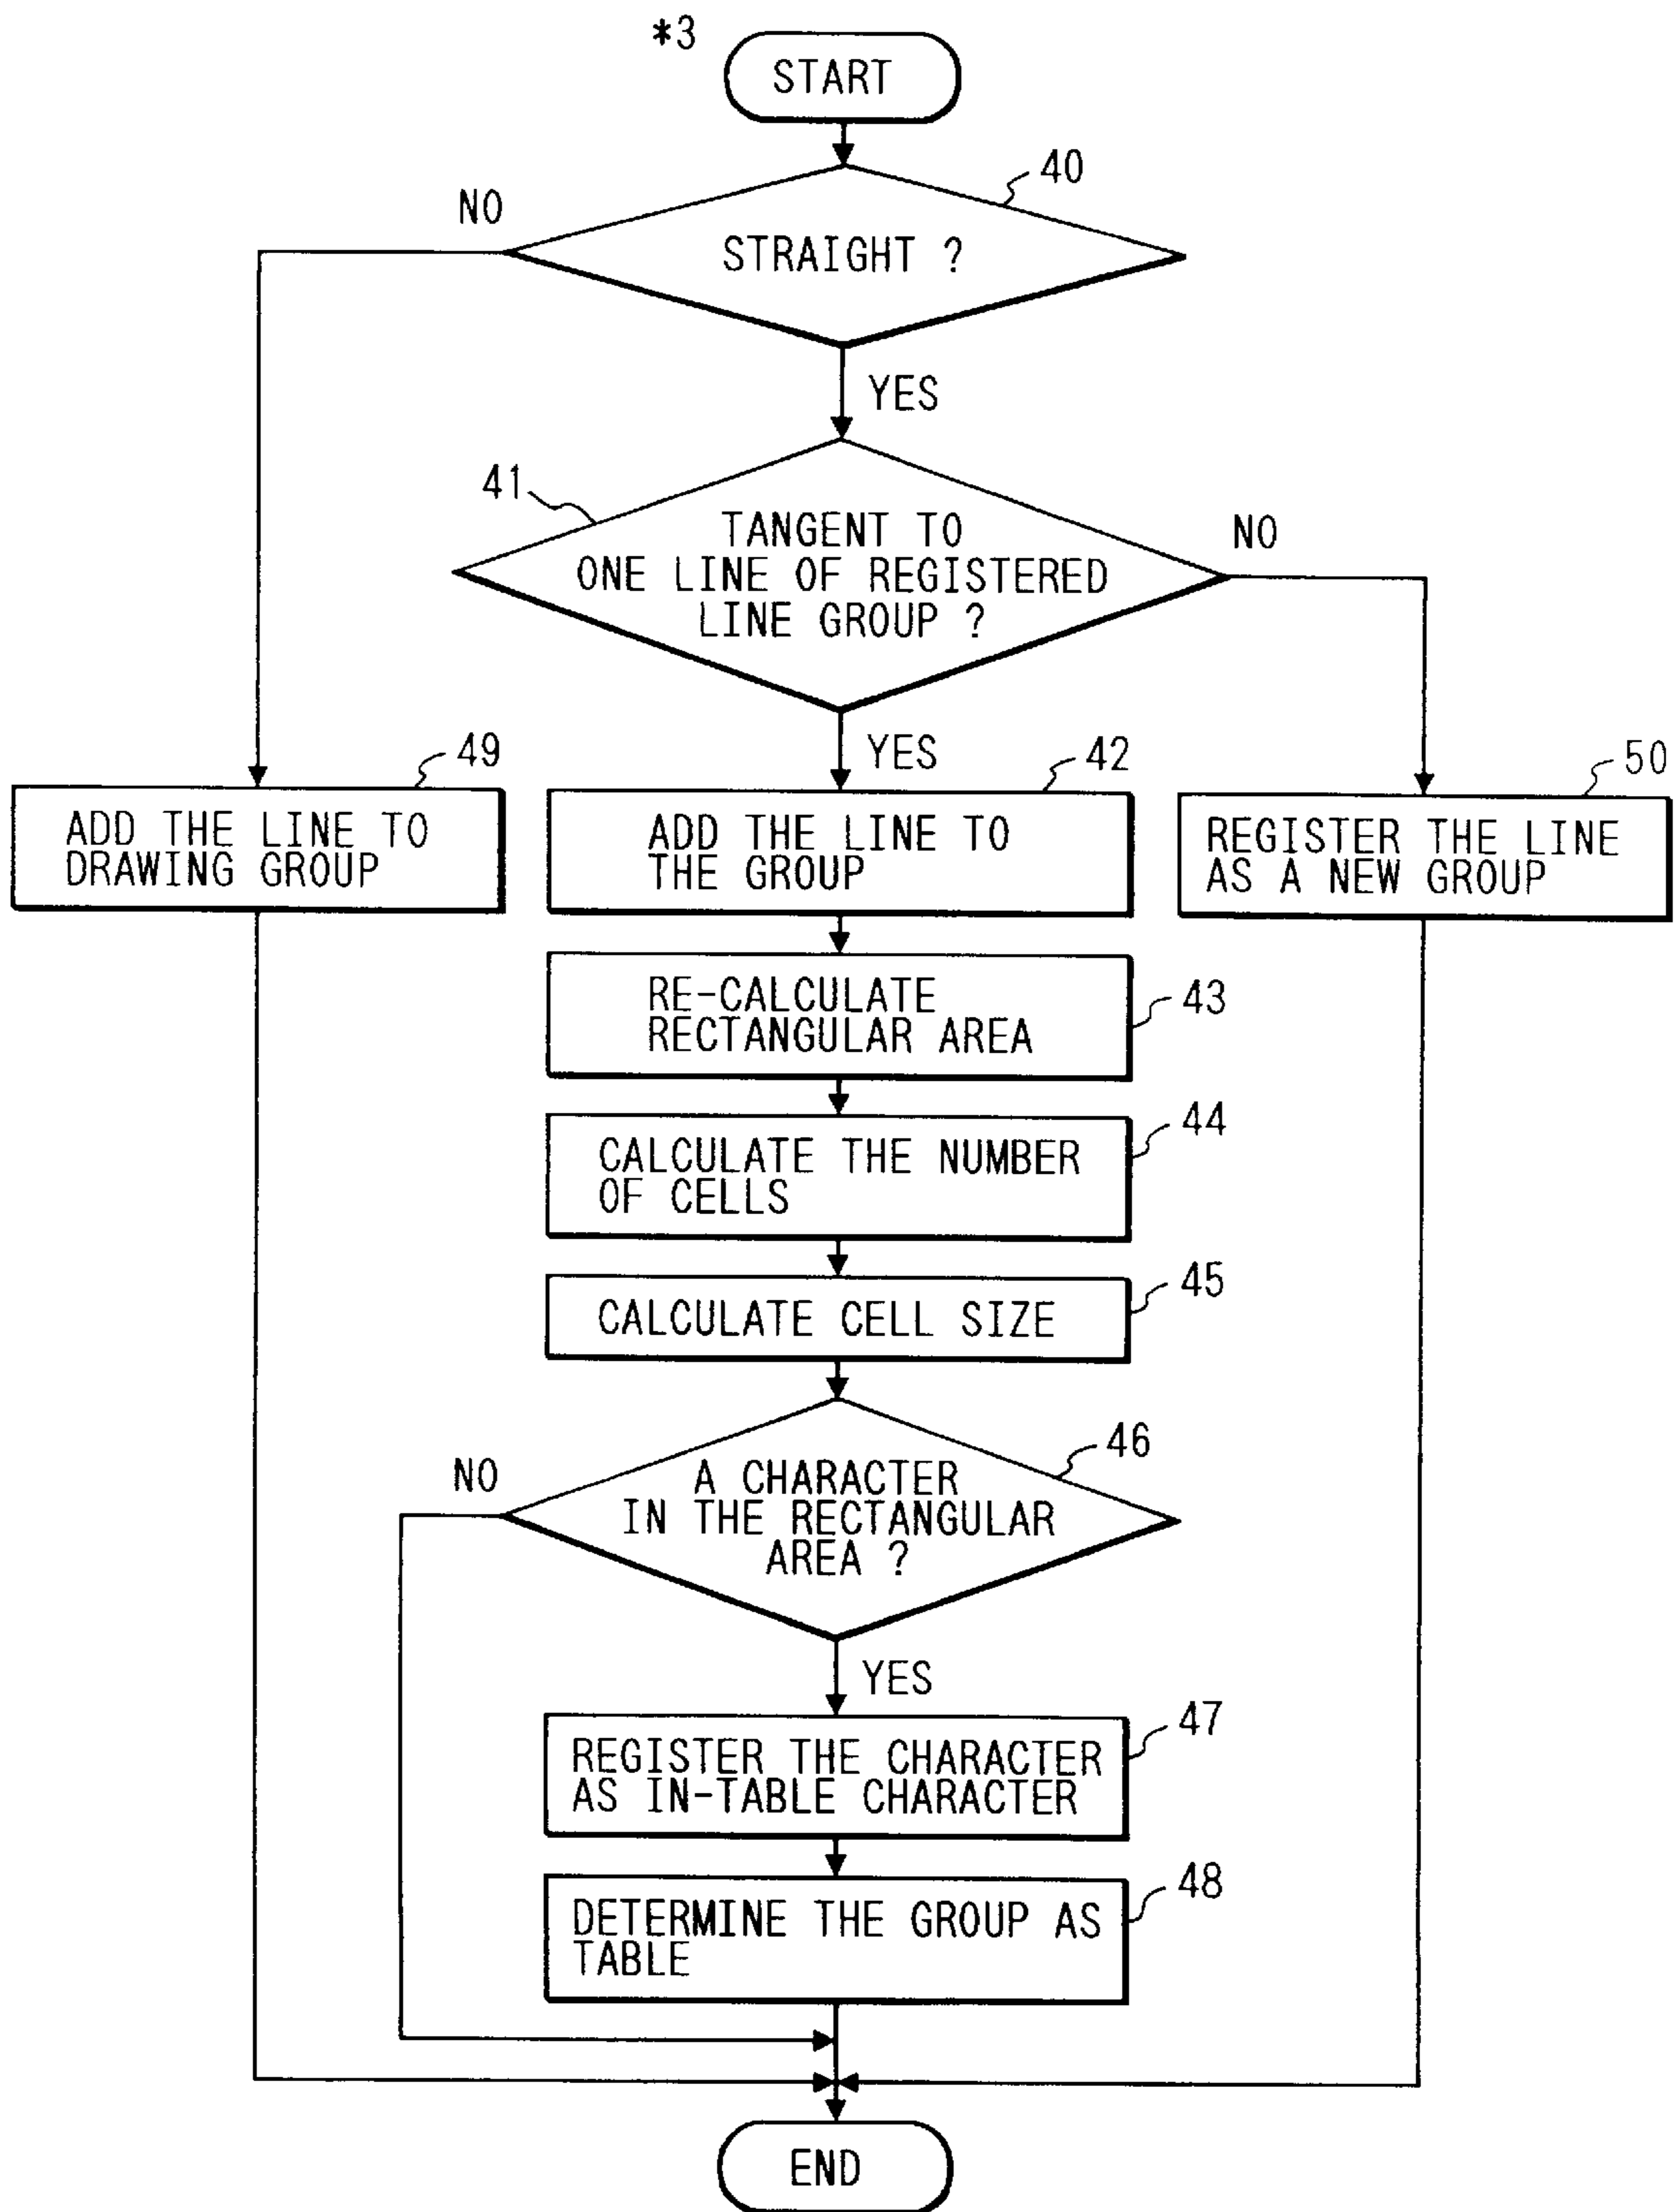 *3
START
40
NO
STRAIGHT ?
YES
41
TANGENT TO
ONE LINE OF REGISTERED
LINE GROUP ?
NO
YES
49
ADD THE LINE TO
DRAWING GROUP
42
ADD THE LINE TO
THE GROUP
50
REGISTER THE LINE
AS A NEW GROUP
RE-CALCULATE
RECTANGULAR AREA
43
CALCULATE THE NUMBER
OF CELLS
44
CALCULATE CELL SIZE
45
46
NO
A CHARACTER
IN THE RECTANGULAR
AREA ?
YES
REGISTER THE CHARACTER
AS IN-TABLE CHARACTER
47
DETERMINE THE GROUP AS
TABLE
48
END